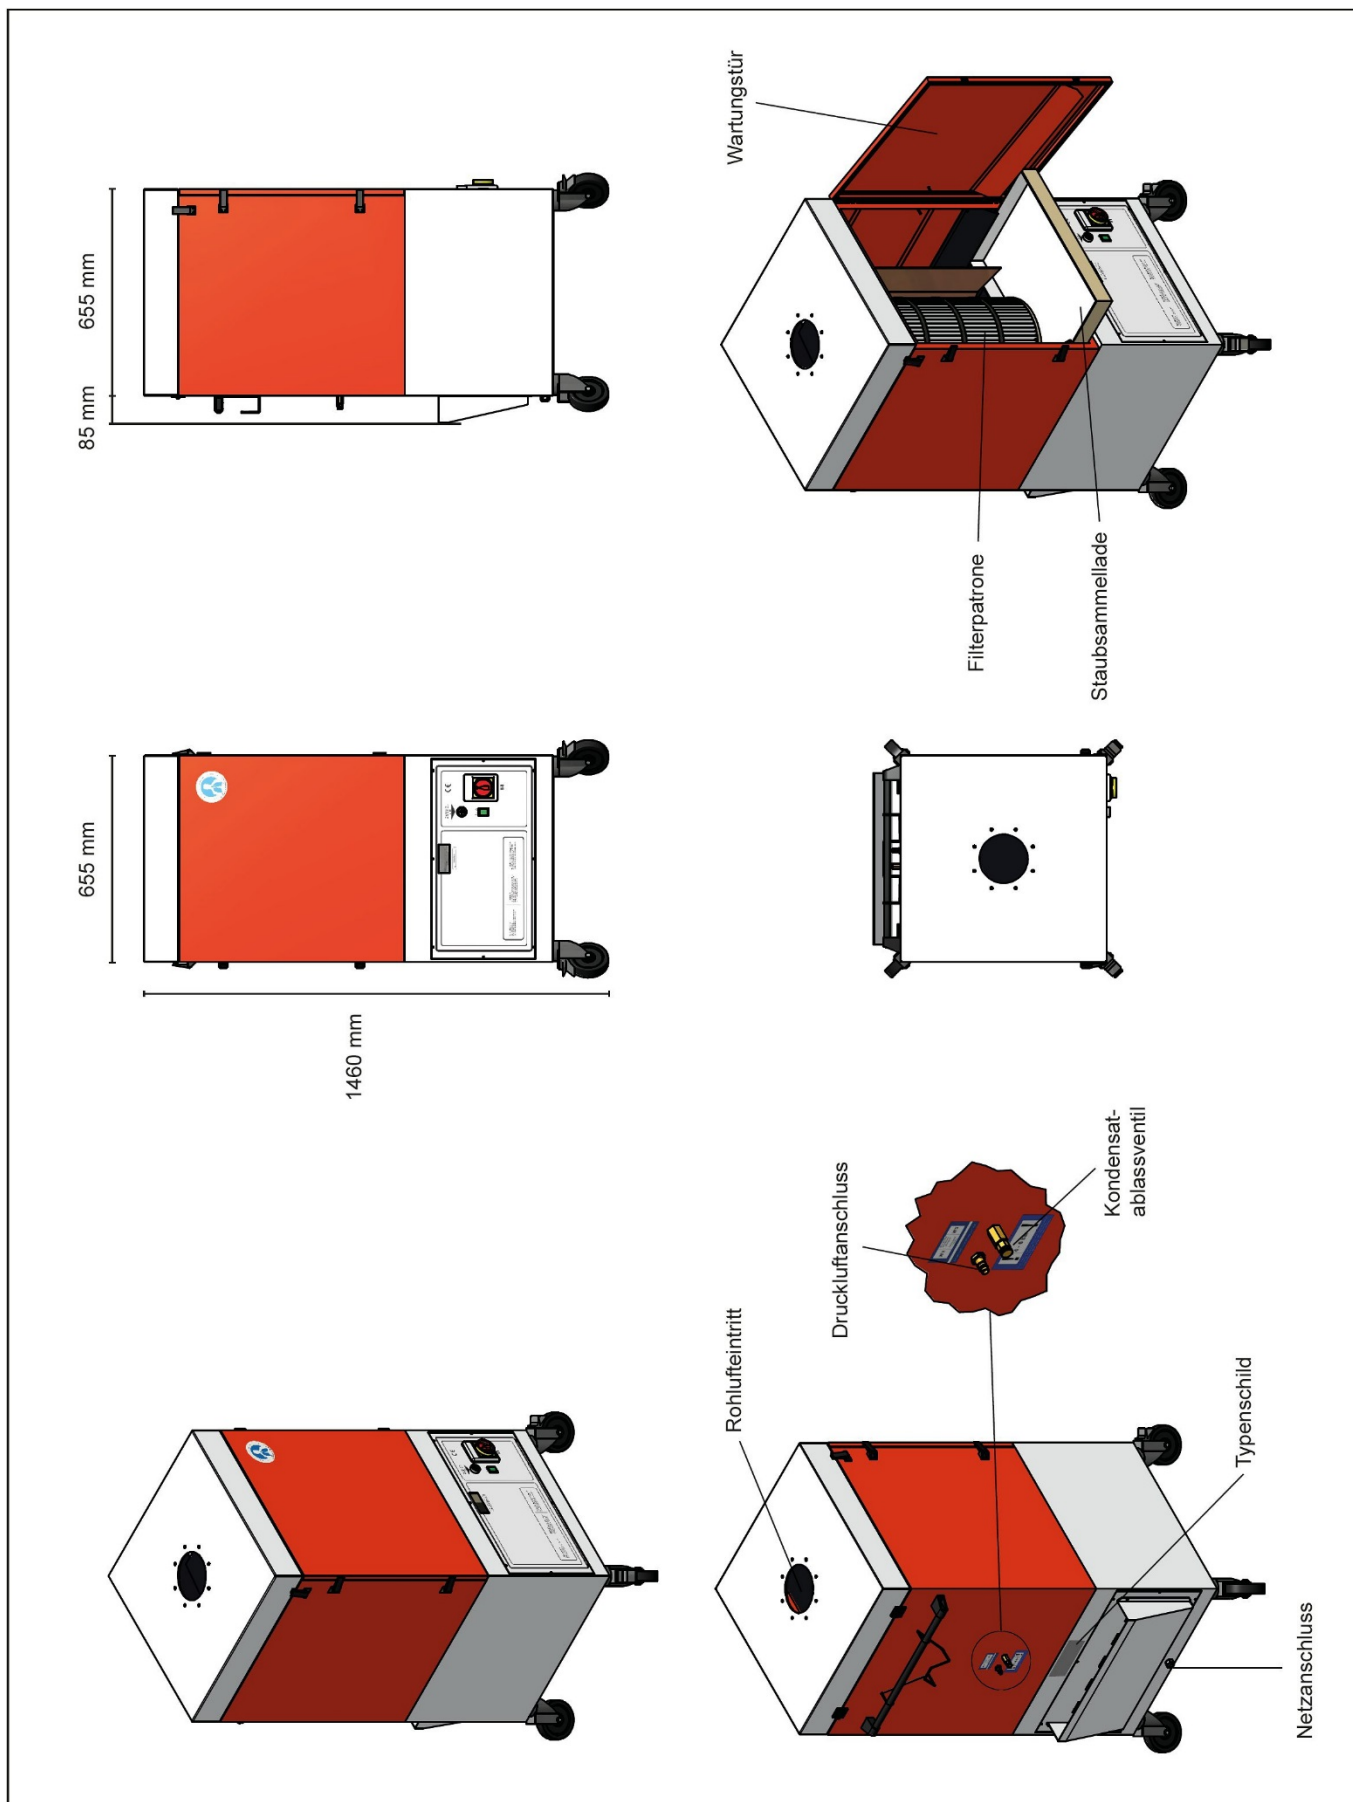 655 mm
1460 mm
85 mm
655 mm
Rohlufteintritt
Druckluftanschluss
Kondensat-
ablassventil
Typenschild
Netzanschluss
Wartungstür
Filterpatrone
Staubsammellade